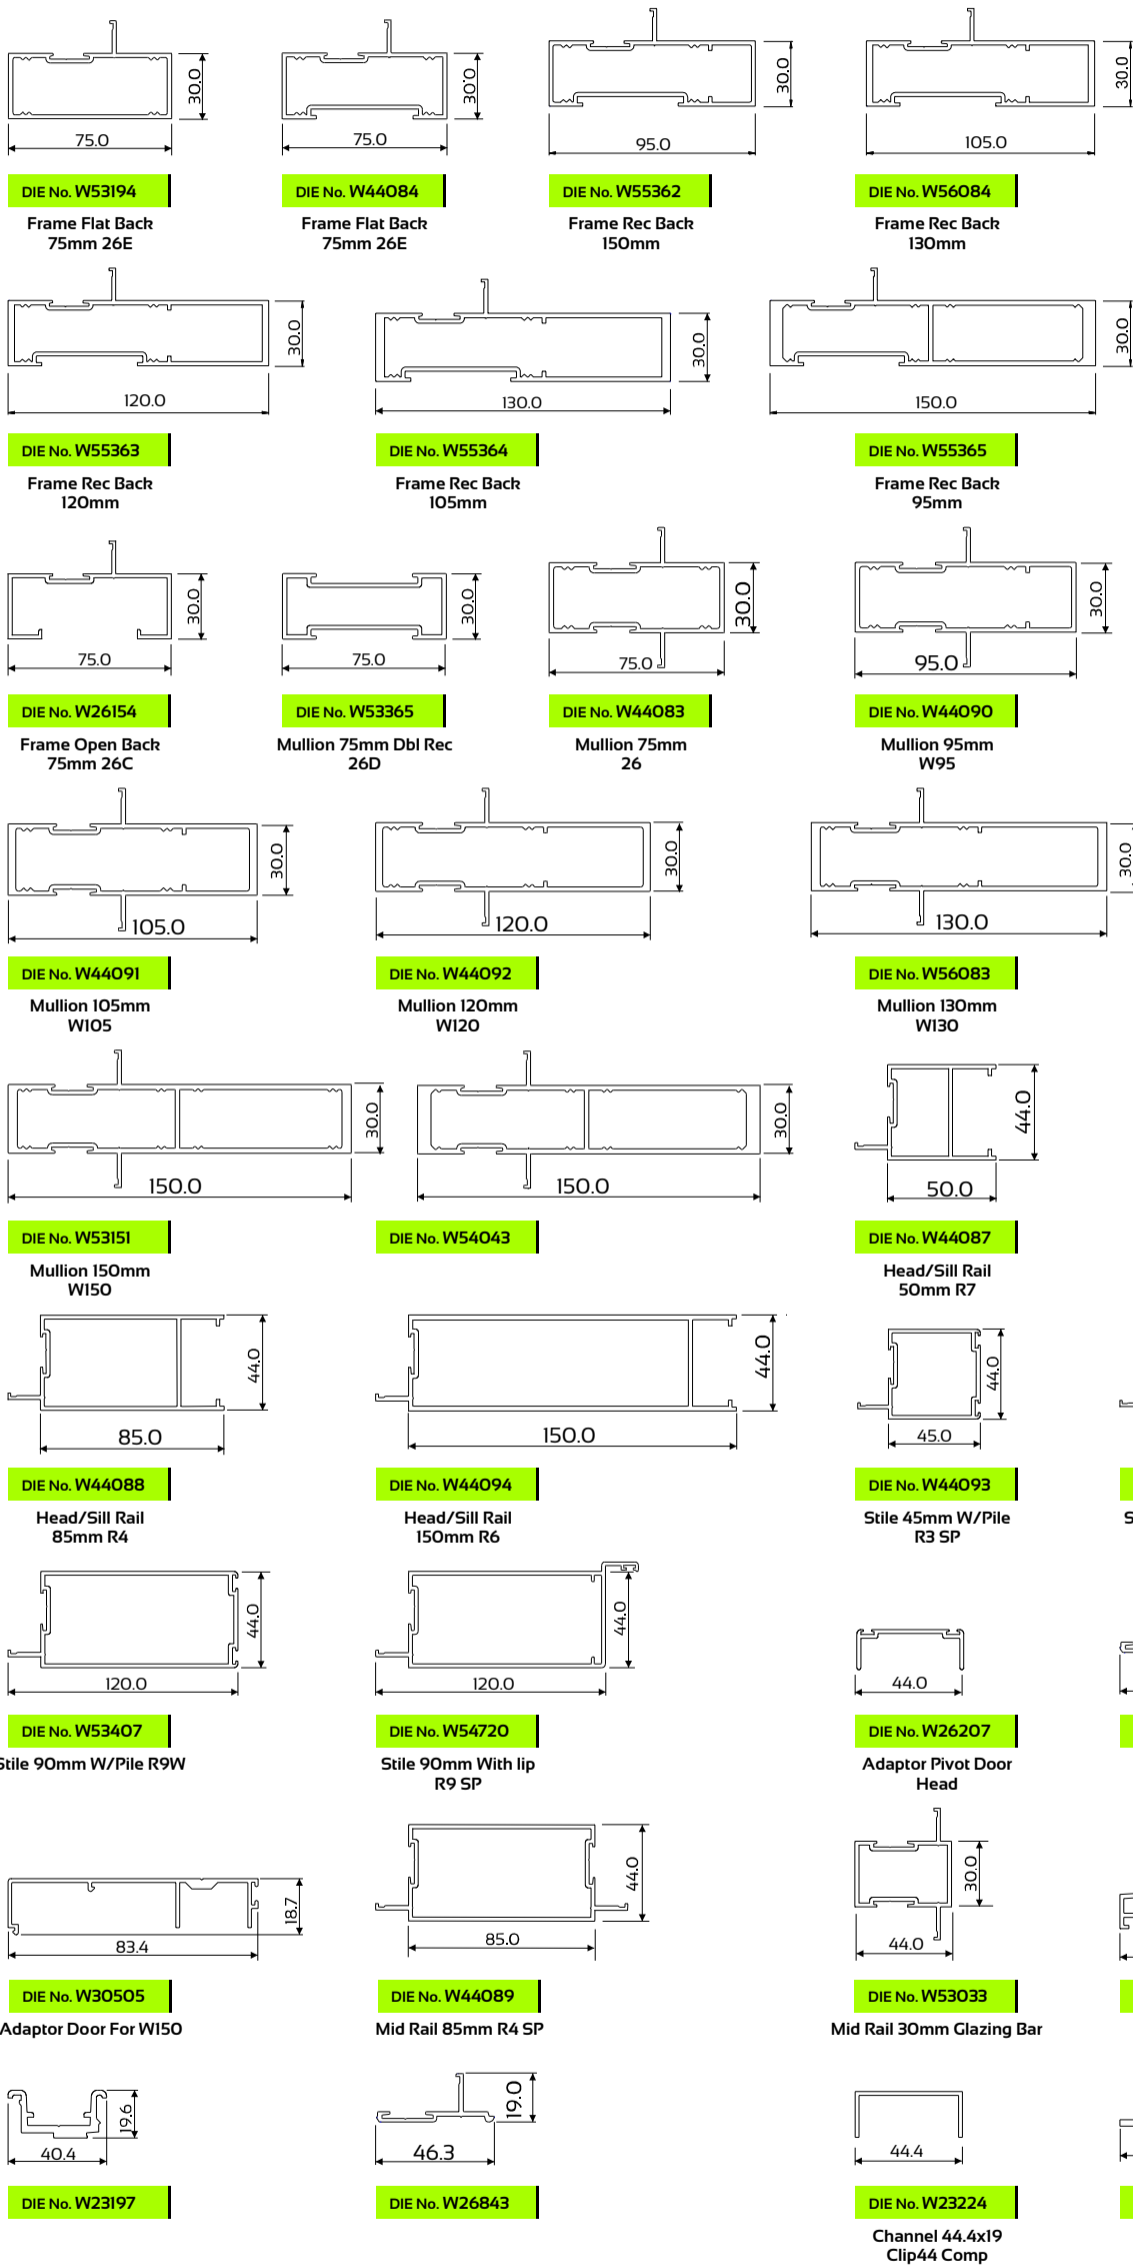 30.0
30.0
30.0
30.0
75.0
75.0
95.0
105.0
DIE No. W53194
DIE No. W44084
DIE No. W55362
DIE No. W56084
Frame Flat Back
75mm 26E
Frame Flat Back
75mm 26E
Frame Rec Back
150mm
Frame Rec Back
130mm
30.0
30.0
30.0
120.0
130.0
150.0
DIE No. W55363
DIE No. W55364
DIE No. W55365
Frame Rec Back
120mm
Frame Rec Back
105mm
Frame Rec Back
95mm
30.0
30.0
30.0
30.0
75.0
75.0
75.0
95.0
DIE No. W26154
DIE No. W53365
DIE No. W44083
DIE No. W44090
Frame Open Back
75mm 26C
Mullion 75mm Dbl Rec
26D
Mullion 75mm
26
Mullion 95mm
W95
30.0
30.0
30.0
105.0
120.0
130.0
DIE No. W44091
DIE No. W44092
DIE No. W56083
Mullion 105mm
W105
Mullion 120mm
W120
Mullion 130mm
W130
30.0
30.0
44.0
150.0
150.0
50.0
DIE No. W53151
DIE No. W54043
DIE No. W44087
Mullion 150mm
W150
Head/Sill Rail
50mm R7
44.0
44.0
44.0
85.0
150.0
45.0
DIE No. W44088
DIE No. W44094
DIE No. W44093
Head/Sill Rail
85mm R4
Head/Sill Rail
150mm R6
Stile 45mm W/Pile
R3 SP
S
44.0
44.0
120.0
120.0
44.0
DIE No. W53407
DIE No. W54720
DIE No. W26207
Stile 90mm W/Pile R9W
Stile 90mm With lip
R9 SP
Adaptor Pivot Door
Head
18.7
44.0
30.0
83.4
85.0
44.0
DIE No. W30505
DIE No. W44089
DIE No. W53033
Adaptor Door For W150
Mid Rail 85mm R4 SP
Mid Rail 30mm Glazing Bar
19.6
19.0
40.4
46.3
44.4
DIE No. W23197
DIE No. W26843
DIE No. W23224
Channel 44.4x19
Clip44 Comp